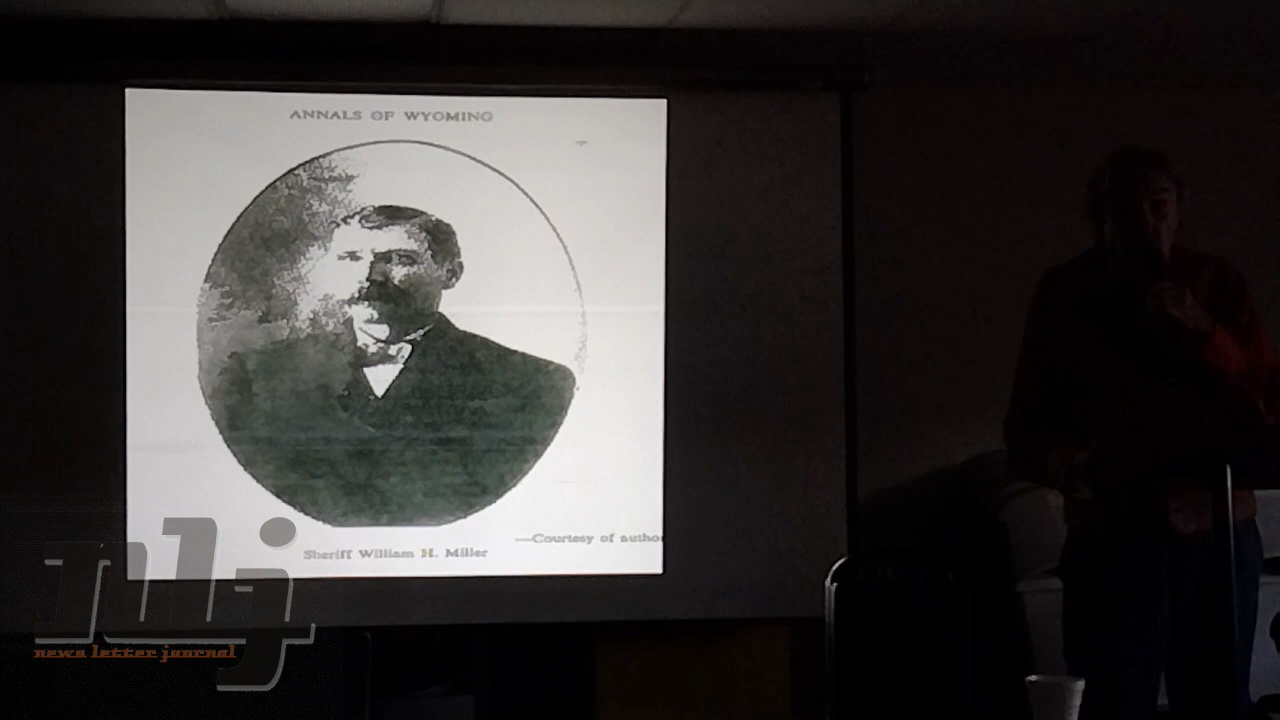 ANNALS OF WYOMING
—Courtesy of autho
Sheriff William H. Miller
nlj
news letter journal